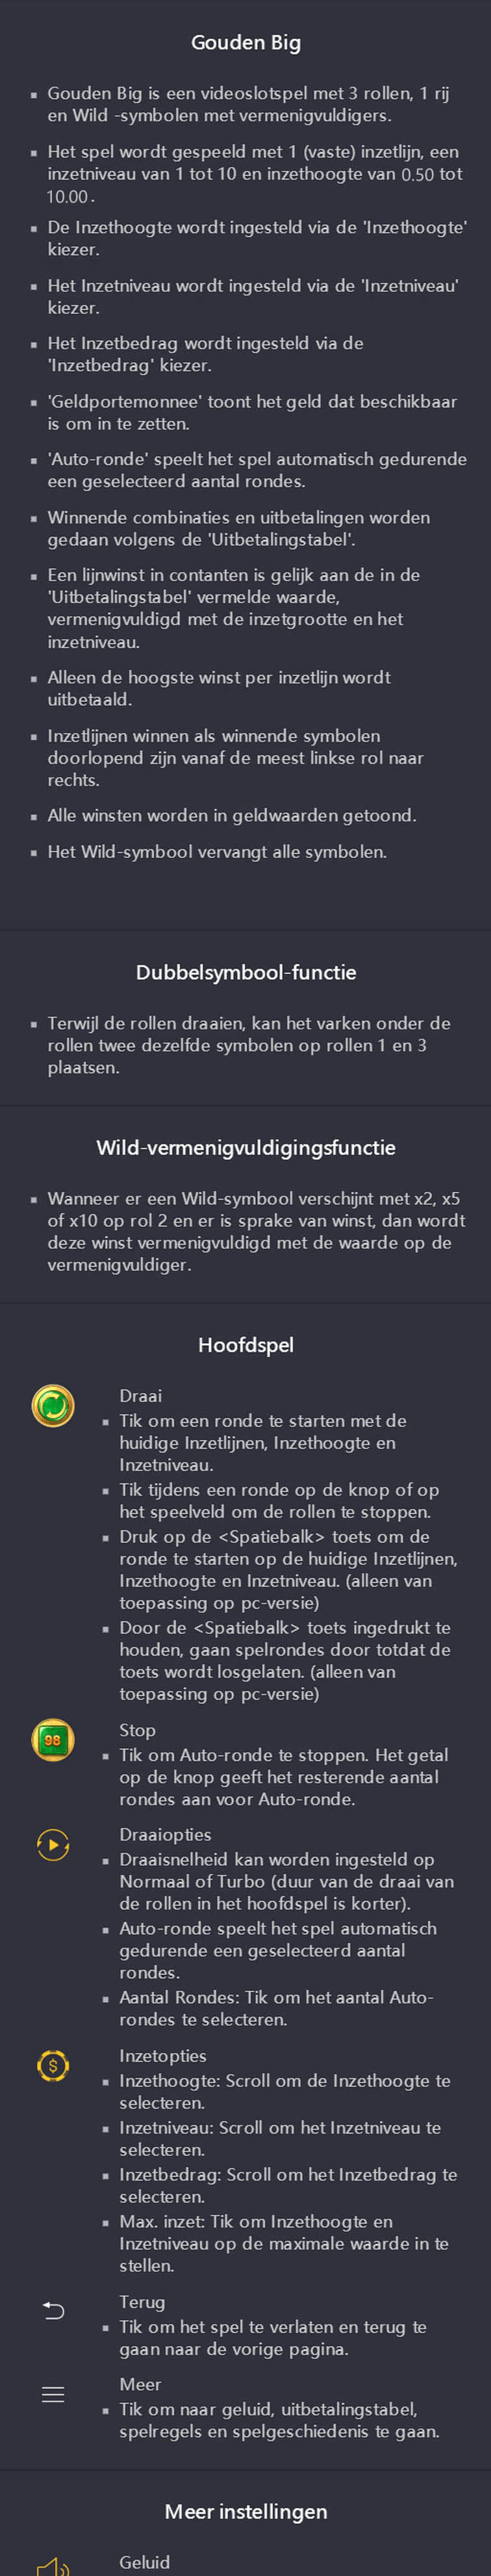 Gouden Big
▪ Gouden Big is een videoslotspel met 3 rollen, 1 rij
en Wild -symbolen met vermenigvuldigers.
▪ Het spel wordt gespeeld met 1 (vaste) inzetlijn, een
inzetniveau van 1 tot 10 en inzethoogte van 0.50 tot
10.00 .
▪ De Inzethoogte wordt ingesteld via de 'Inzethoogte'
kiezer.
▪ Het Inzetniveau wordt ingesteld via de 'Inzetniveau'
kiezer.
▪ Het Inzetbedrag wordt ingesteld via de
'Inzetbedrag' kiezer.
▪ 'Geldportemonnee' toont het geld dat beschikbaar
is om in te zetten.
▪ 'Auto-ronde' speelt het spel automatisch gedurende
een geselecteerd aantal rondes.
▪ Winnende combinaties en uitbetalingen worden
gedaan volgens de 'Uitbetalingstabel'.
▪ Een lijnwinst in contanten is gelijk aan de in de
'Uitbetalingstabel' vermelde waarde,
vermenigvuldigd met de inzetgrootte en het
inzetniveau.
▪ Alleen de hoogste winst per inzetlijn wordt
uitbetaald.
▪ Inzetlijnen winnen als winnende symbolen
doorlopend zijn vanaf de meest linkse rol naar
rechts.
▪ Alle winsten worden in geldwaarden getoond.
▪ Het Wild-symbool vervangt alle symbolen.
Dubbelsymbool-functie
▪ Terwijl de rollen draaien, kan het varken onder de
rollen twee dezelfde symbolen op rollen 1 en 3
plaatsen.
Wild-vermenigvuldigingsfunctie
▪ Wanneer er een Wild-symbool verschijnt met x2, x5
of x10 op rol 2 en er is sprake van winst, dan wordt
deze winst vermenigvuldigd met de waarde op de
vermenigvuldiger.
Hoofdspel
Draai
▪ Tik om een ronde te starten met de
huidige Inzetlijnen, Inzethoogte en
Inzetniveau.
▪ Tik tijdens een ronde op de knop of op
het speelveld om de rollen te stoppen.
▪ Druk op de <Spatiebalk> toets om de
ronde te starten op de huidige Inzetlijnen,
Inzethoogte en Inzetniveau. (alleen van
toepassing op pc-versie)
▪ Door de <Spatiebalk> toets ingedrukt te
houden, gaan spelrondes door totdat de
toets wordt losgelaten. (alleen van
toepassing op pc-versie)
98
Stop
▪ Tik om Auto-ronde te stoppen. Het getal
op de knop geeft het resterende aantal
rondes aan voor Auto-ronde.
Draaiopties
▪ Draaisnelheid kan worden ingesteld op
Normaal of Turbo (duur van de draai van
de rollen in het hoofdspel is korter).
▪ Auto-ronde speelt het spel automatisch
gedurende een geselecteerd aantal
rondes.
▪ Aantal Rondes: Tik om het aantal Auto-
rondes te selecteren.
$
Inzetopties
▪ Inzethoogte: Scroll om de Inzethoogte te
selecteren.
▪ Inzetniveau: Scroll om het Inzetniveau te
selecteren.
▪ Inzetbedrag: Scroll om het Inzetbedrag te
selecteren.
▪ Max. inzet: Tik om Inzethoogte en
Inzetniveau op de maximale waarde in te
stellen.
Terug
▪ Tik om het spel te verlaten en terug te
gaan naar de vorige pagina.
Meer
▪ Tik om naar geluid, uitbetalingstabel,
spelregels en spelgeschiedenis te gaan.
Meer instellingen
Geluid